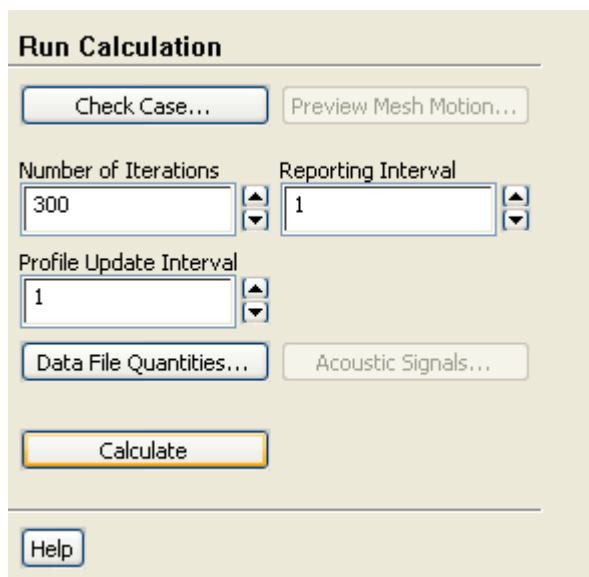 Run Calculation
Check Case... Preview Mesh Motion...
Number of Iterations Reporting Interval
300 1
Profile Update Interval
1
Data File Quantities... Acoustic Signals...
Calculate
Help